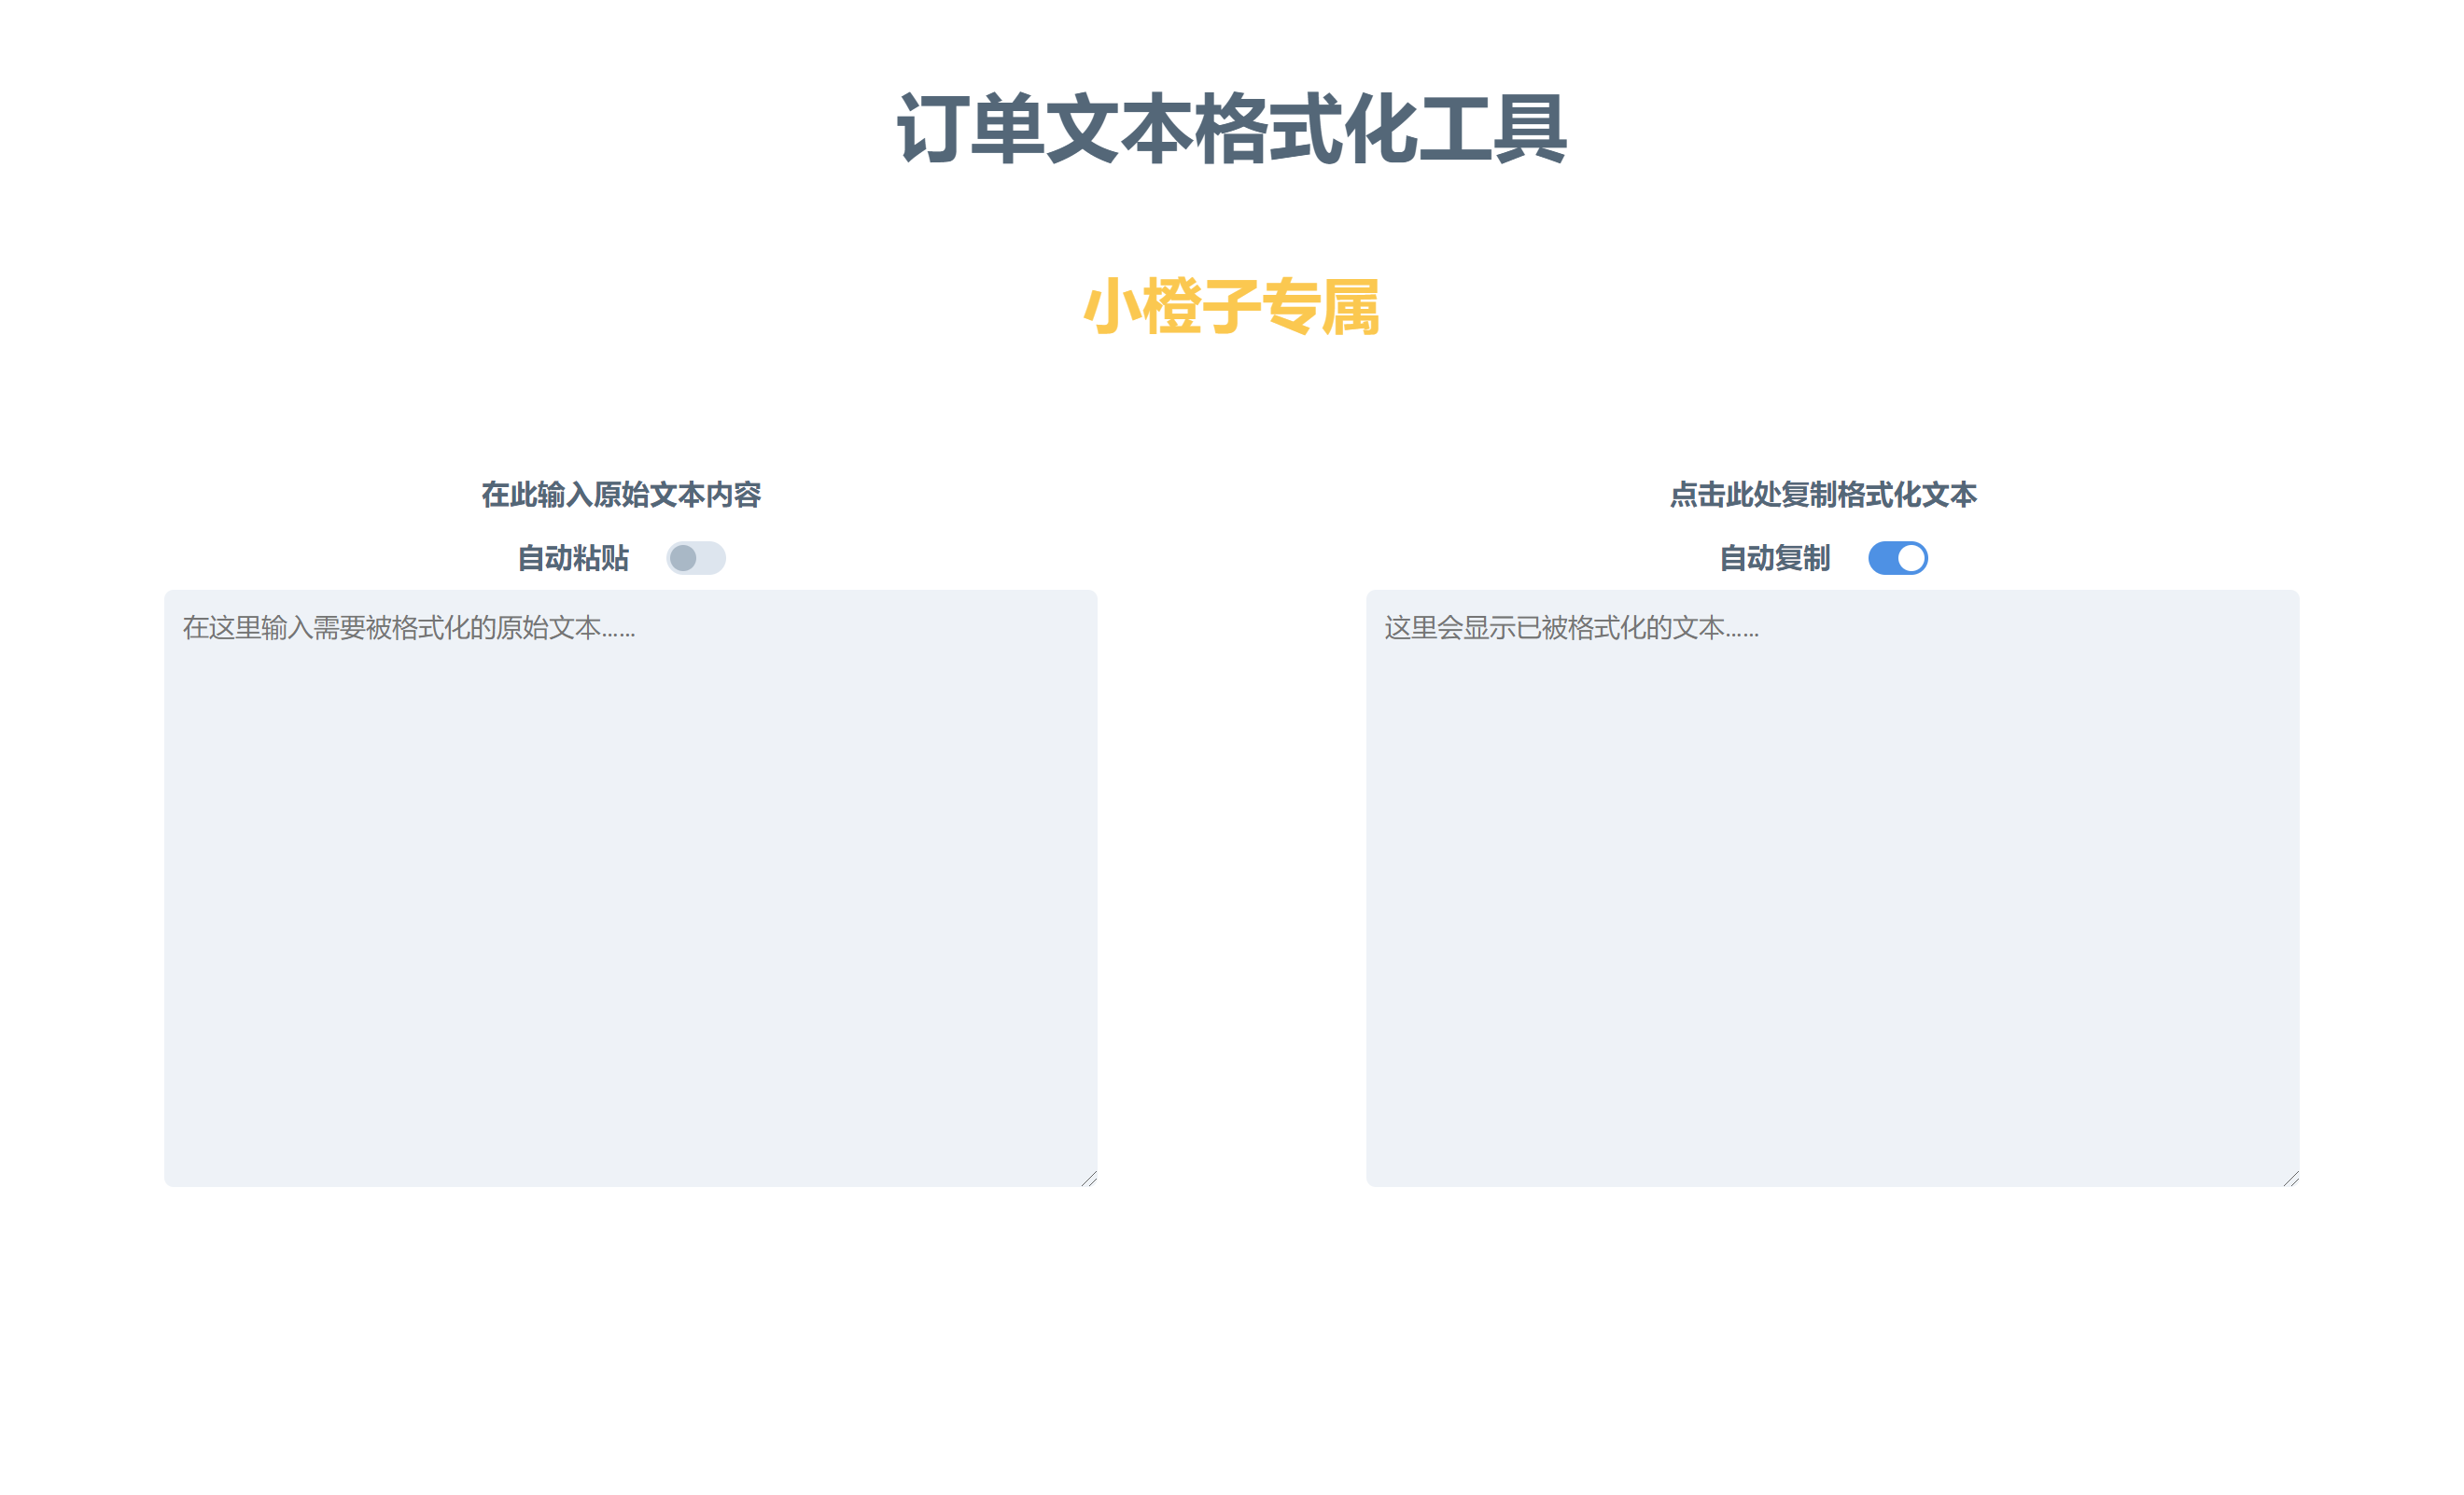 订单文本格式化工具
小橙子专属
在此输入原始文本内容
自动粘贴
在这里输入需要被格式化的原始文本……
点击此处复制格式化文本
自动复制
这里会显示已被格式化的文本……